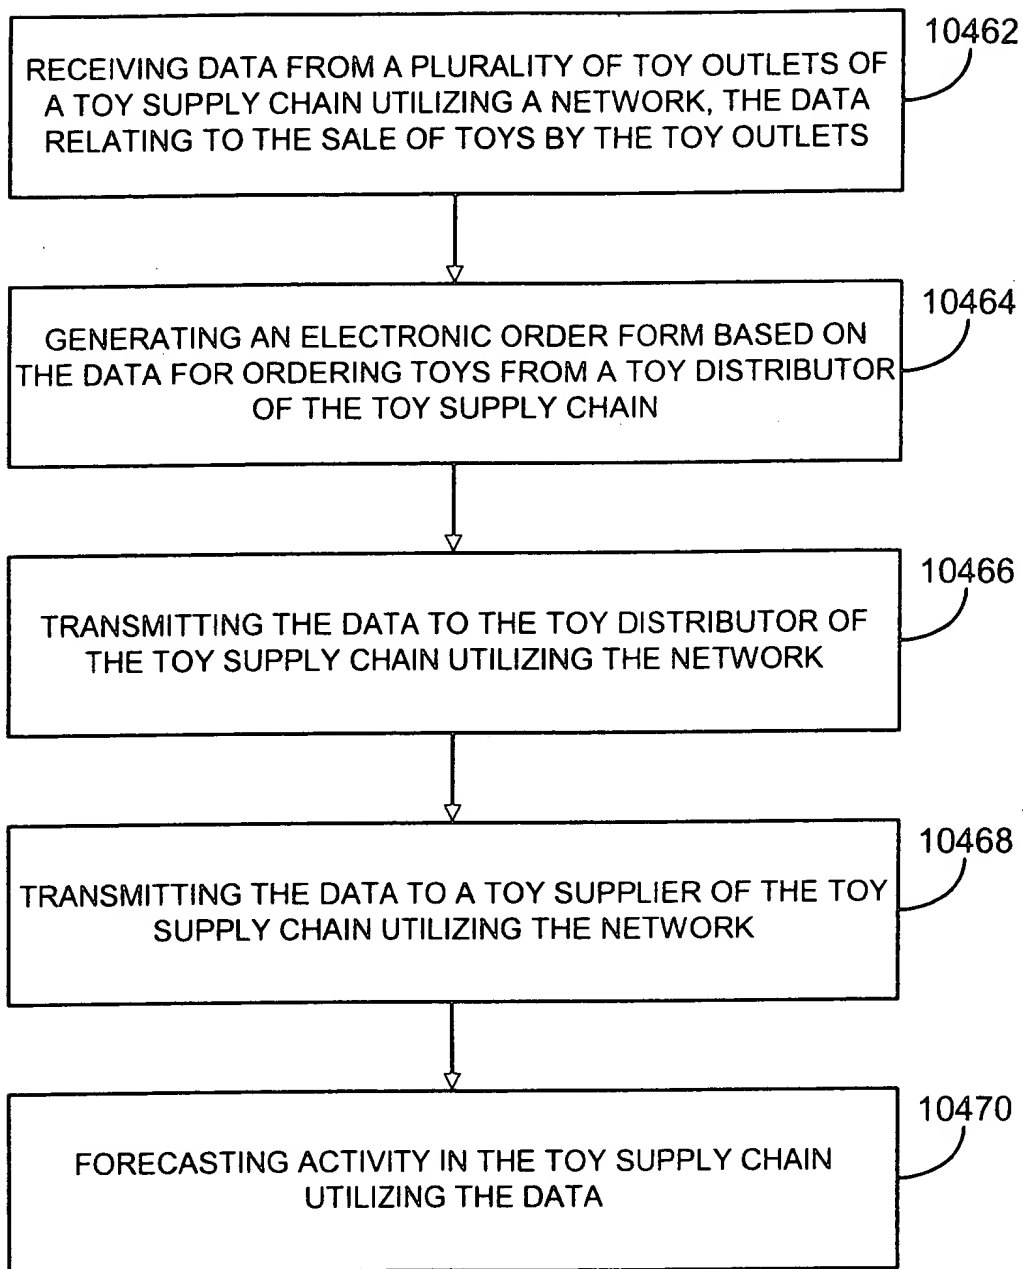 10462
RECEIVING DATA FROM A PLURALITY OF TOY OUTLETS OF
A TOY SUPPLY CHAIN UTILIZING A NETWORK, THE DATA
RELATING TO THE SALE OF TOYS BY THE TOY OUTLETS
10464
GENERATING AN ELECTRONIC ORDER FORM BASED ON
THE DATA FOR ORDERING TOYS FROM A TOY DISTRIBUTOR
OF THE TOY SUPPLY CHAIN
10466
TRANSMITTING THE DATA TO THE TOY DISTRIBUTOR OF
THE TOY SUPPLY CHAIN UTILIZING THE NETWORK
10468
TRANSMITTING THE DATA TO A TOY SUPPLIER OF THE TOY
SUPPLY CHAIN UTILIZING THE NETWORK
10470
FORECASTING ACTIVITY IN THE TOY SUPPLY CHAIN
UTILIZING THE DATA